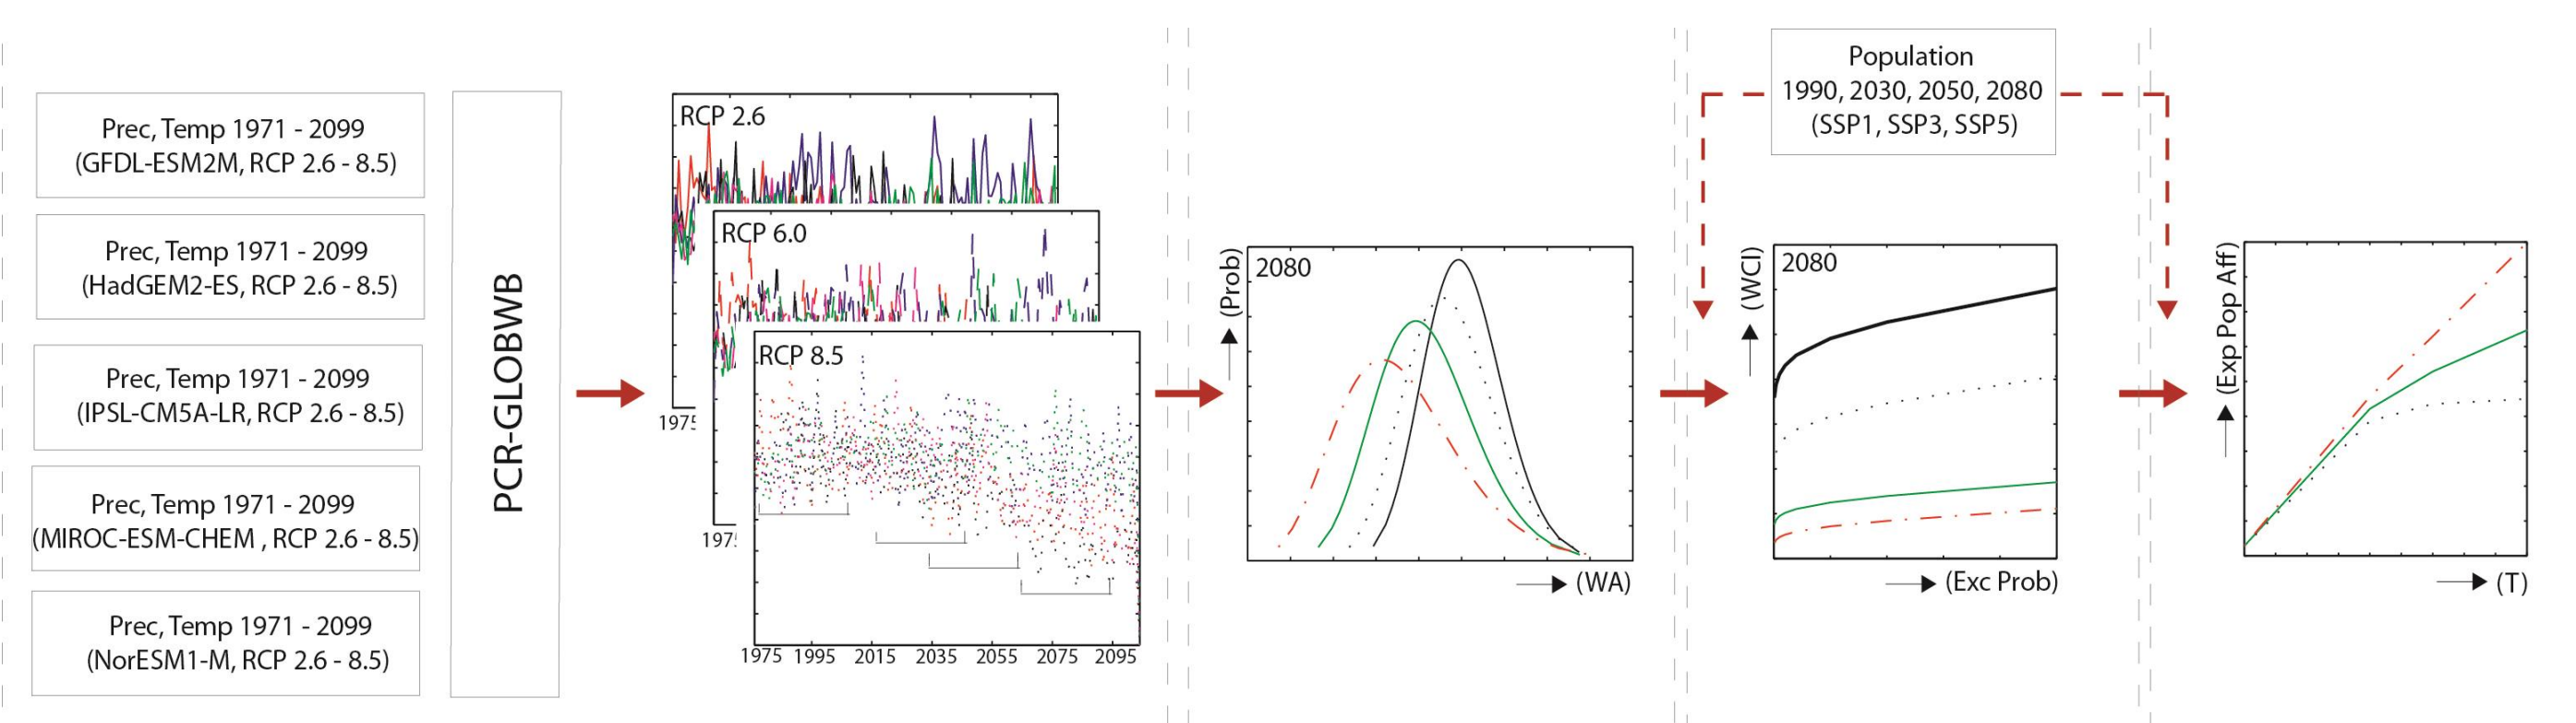 Prec, Temp 1971 - 2099
(GFDL-ESM2M, RCP 2.6 - 8.5)
Prec, Temp 1971 - 2099
(HadGEM2-ES, RCP 2.6 - 8.5)
Prec, Temp 1971 - 2099
(IPSL-CM5A-LR, RCP 2.6 - 8.5)
Prec, Temp 1971 - 2099
(MIROC-ESM-CHEM , RCP 2.6 - 8.5)
Prec, Temp 1971 - 2099
(NorESM1-M, RCP 2.6 - 8.5)
PCR-GLOBWB
RCP 2.6
1975
RCP 6.0
1975
RCP 8.5
1975 1995 2015 2035 2055 2075 2095
(Prob)
2080
(WA)
Population
1990, 2030, 2050, 2080
(SSP1, SSP3, SSP5)
(WCI)
2080
(Exc Prob)
(Exp Pop Aff)
(T)